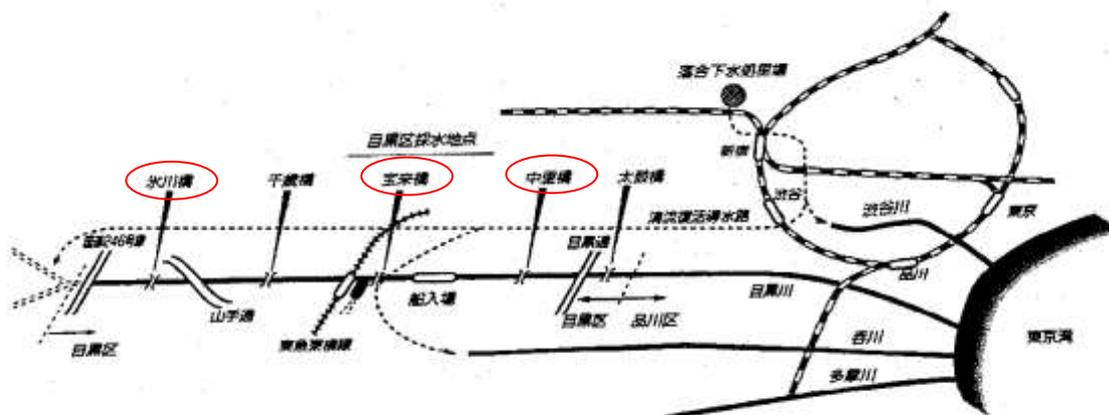 落合下水処理場
目黒区採水地点
氷川橋
千歳橋
宝来橋
中里橋
太鼓橋
新宿
渋谷
渋谷川
東京
清流復活導水路
国道246号線
目黒通
品川
山手通
船入場
目黒川
目黒区
東急東横線
目黒区
品川区
呑川
多摩川
東京湾